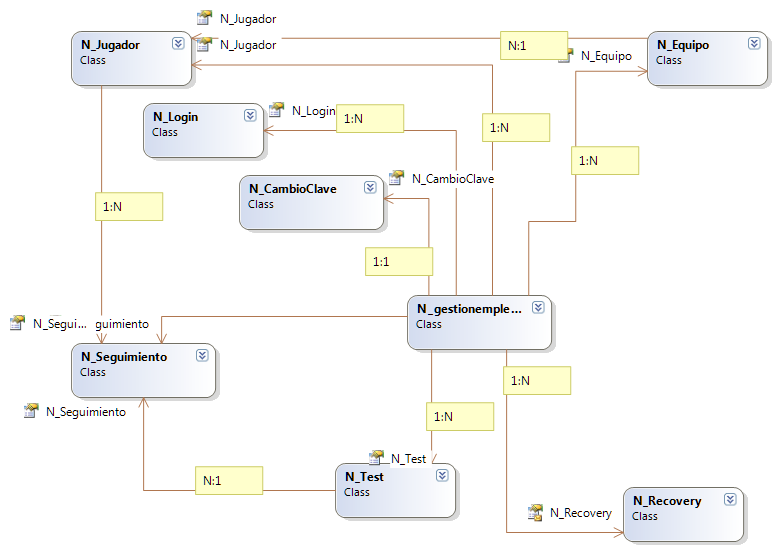 N_Jugador
N_Jugador
N_Jugador
Class
N:1
N_Equipo
N_Equipo
Class
N_Login
Class
N_Login
1:N
1:N
1:N
N_CambioClave
Class
N_CambioClave
1:N
1:1
N_gestionemple...
Class
N_Segui...
guimiento
N_Seguimiento
Class
1:N
N_Seguimiento
1:N
N_Test
N_Test
Class
N:1
N_Recovery
N_Recovery
Class